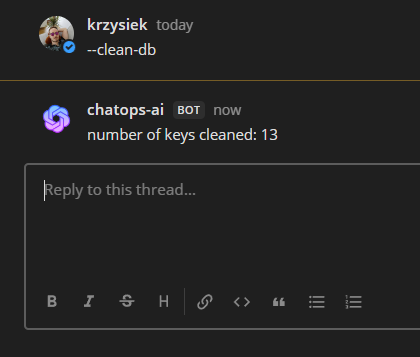 krzysiek today
--clean-db
chatops-ai BOT now
number of keys cleaned: 13
Reply to this thread...
B I S H